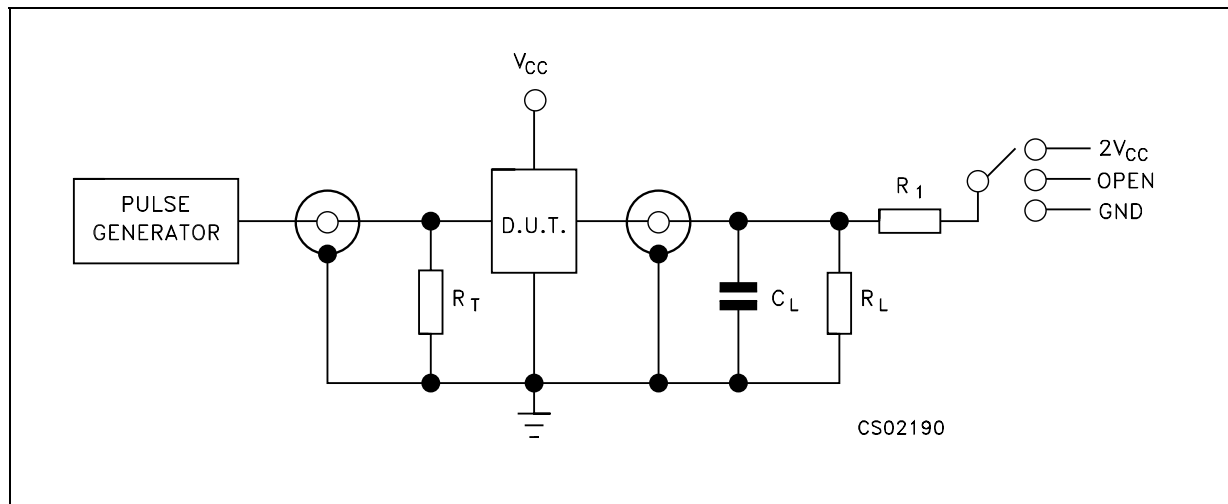 VCC
PULSE
GENERATOR
RT
D.U.T.
CL
RL
R1
2VCC
OPEN
GND
CS02190